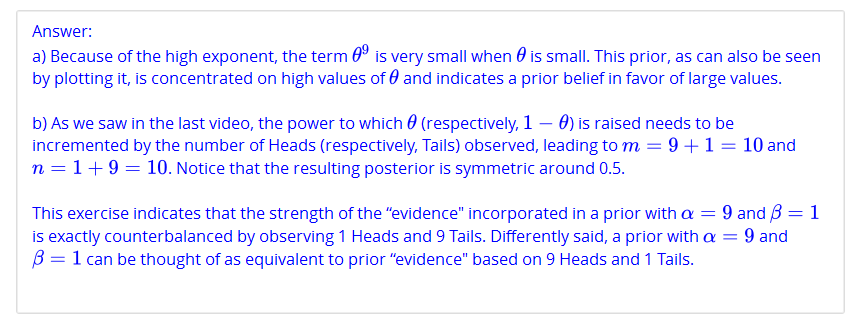 Answer:
a) Because of the high exponent, the term θ⁹ is very small when θ is small. This prior, as can also be seen
by plotting it, is concentrated on high values of θ and indicates a prior belief in favor of large values.
b) As we saw in the last video, the power to which θ (respectively, 1 − θ) is raised needs to be
incremented by the number of Heads (respectively, Tails) observed, leading to m = 9 + 1 = 10 and
n = 1 + 9 = 10. Notice that the resulting posterior is symmetric around 0.5.
This exercise indicates that the strength of the “evidence" incorporated in a prior with α = 9 and β = 1
is exactly counterbalanced by observing 1 Heads and 9 Tails. Differently said, a prior with α = 9 and
β = 1 can be thought of as equivalent to prior “evidence" based on 9 Heads and 1 Tails.